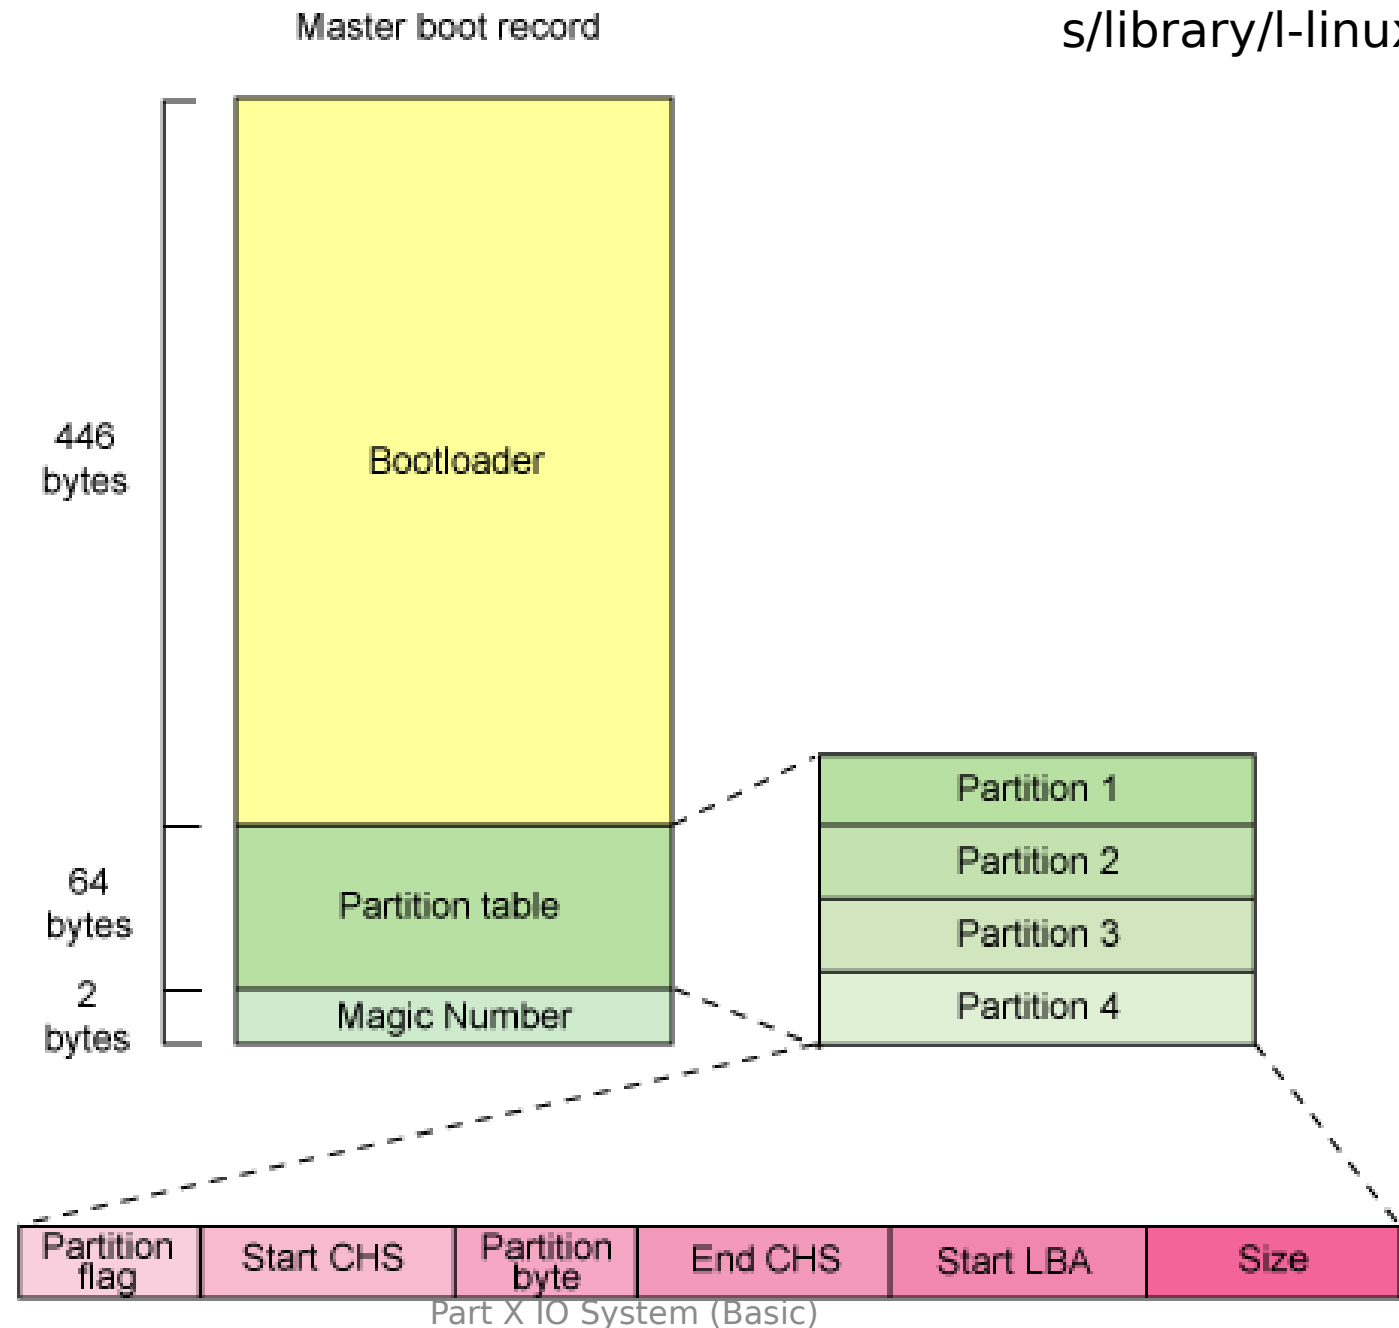 Master boot record
s/library/l-linux
446
bytes
Bootloader
64
bytes
Partition table
2
bytes
Magic Number
Partition 1
Partition 2
Partition 3
Partition 4
Partition
flag
Start CHS
Partition
byte
End CHS
Start LBA
Size
Part X IO System (Basic)